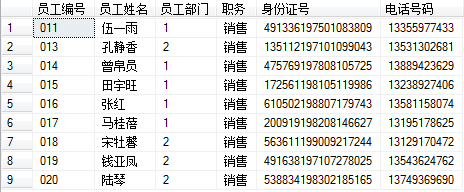 员工编号 员工姓名 员工部门 职务 身份证号 电话号码
1 011 伍一雨 1 销售 491336197501083809 13355977433
2 013 孔静香 2 销售 135112197101099043 13531302681
3 014 曾帛员 1 销售 475769197808105725 13889423629
4 015 田宇旺 1 销售 172561198105119986 13238927406
5 016 张红 1 销售 610502198807179743 13581158074
6 017 马桂蓓 1 销售 200919198208146627 13195178625
7 018 宋牡馨 2 销售 563611199009217244 13129170472
8 019 钱亚凤 2 销售 491638197107278025 13543624762
9 020 陆琴 2 销售 538834198302185165 13749369690